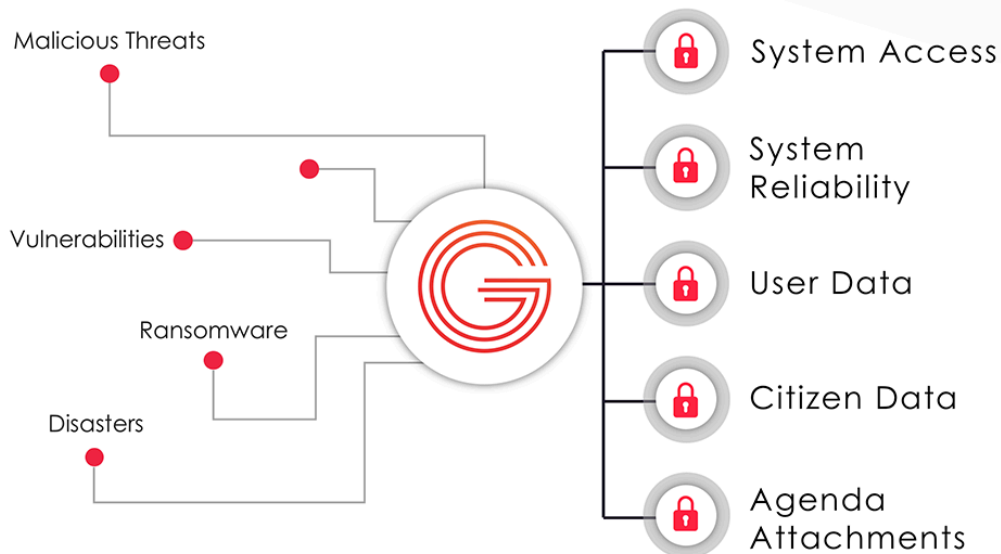 Malicious Threats
Vulnerabilities
Ransomware
Disasters
System Access
System
Reliability
User Data
Citizen Data
Agenda
Attachments